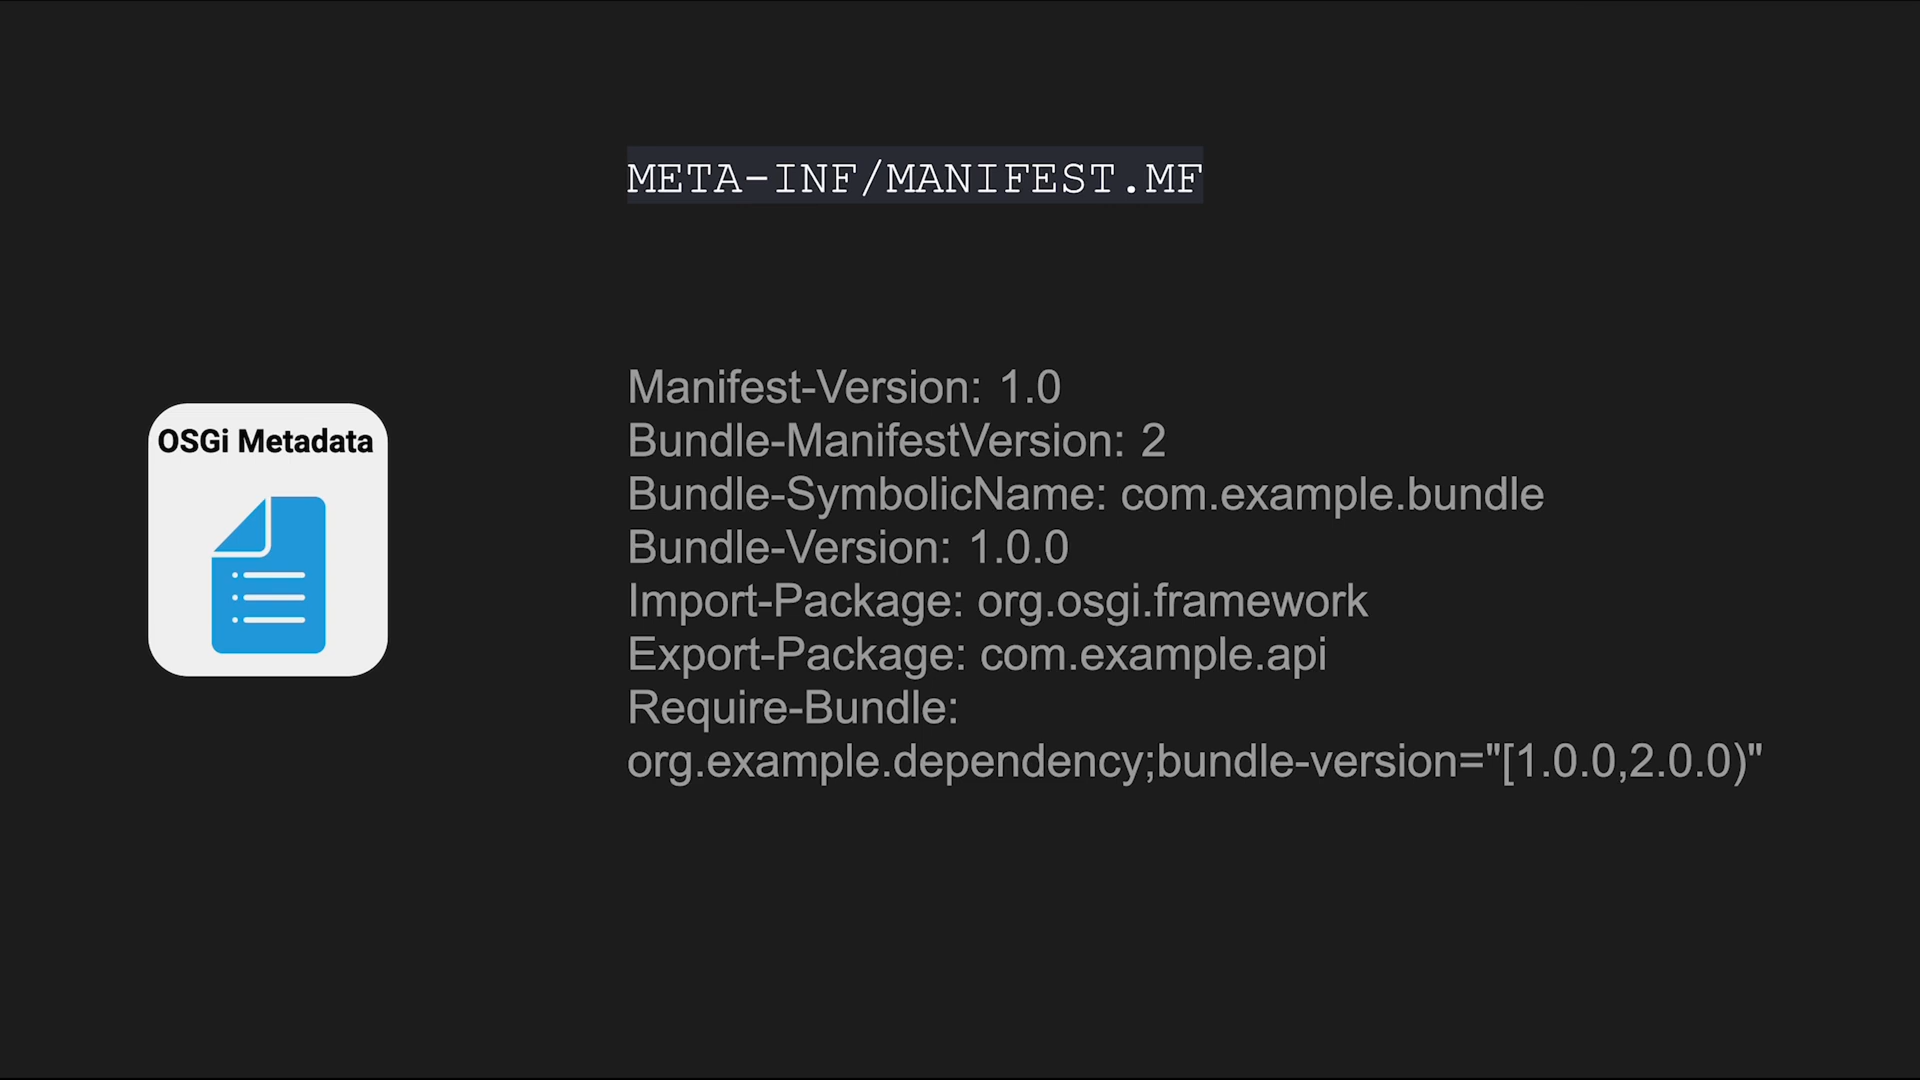 META-INF/MANIFEST.MF
OSGi Metadata
Manifest-Version: 1.0
Bundle-ManifestVersion: 2
Bundle-SymbolicName: com.example.bundle
Bundle-Version: 1.0.0
Import-Package: org.osgi.framework
Export-Package: com.example.api
Require-Bundle:
org.example.dependency;bundle-version="[1.0.0,2.0.0)"